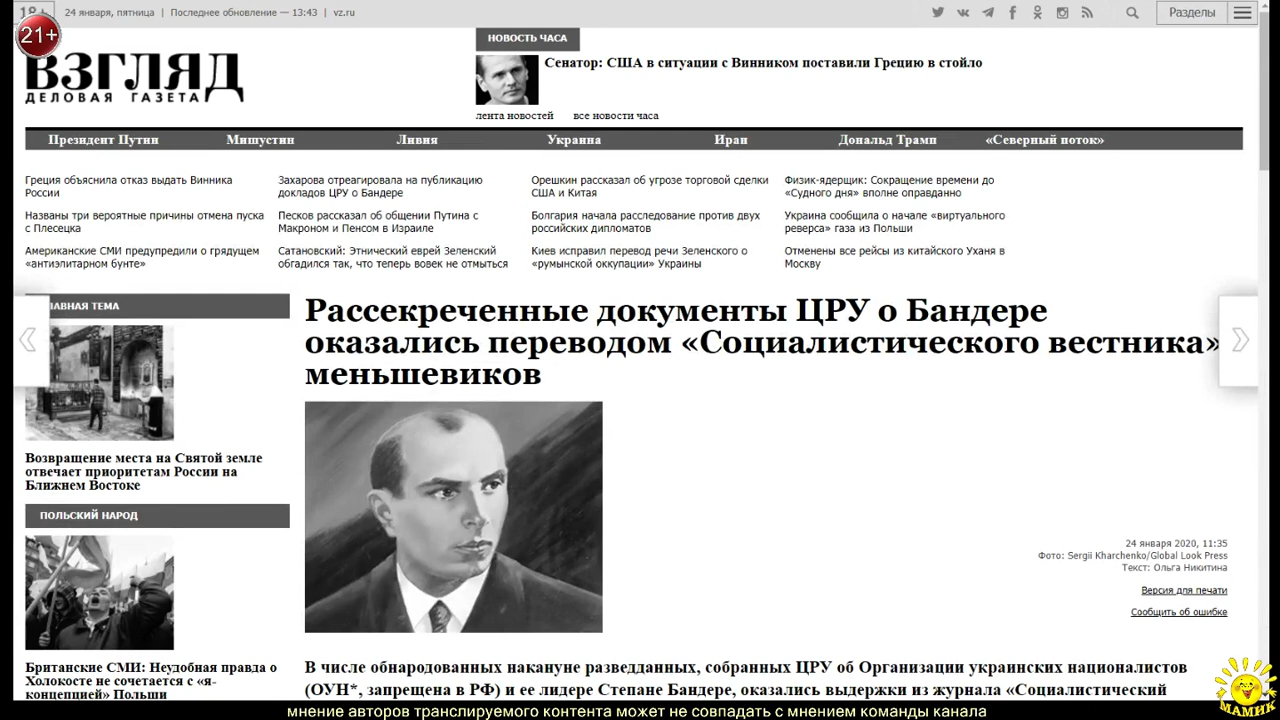 18+
21+
24 января, пятница | Последнее обновление — 13:43 | vz.ru
Разделы
ВЗГЛЯД
ДЕЛОВАЯ ГАЗЕТА
НОВОСТЬ ЧАСА
Сенатор: США в ситуации с Винником поставили Грецию в стойло
лента новостей все новости часа
Президент Путин Мишустин Ливия Украина Иран Дональд Трамп «Северный поток»
Греция объяснила отказ выдать Винника
России
Захарова отреагировала на публикацию
докладов ЦРУ о Бандере
Орешкин рассказал об угрозе торговой сделки
США и Китая
Физик-ядерщик: Сокращение времени до
«Судного дня» вполне оправданно
Названы три вероятные причины отмена пуска
с Плесецка
Песков рассказал об общении Путина с
Макроном и Пенсом в Израиле
Болгария начала расследование против двух
российских дипломатов
Украина сообщила о начале «виртуального
реверса» газа из Польши
Американские СМИ предупредили о грядущем
«антиэлитарном бунте»
Сатановский: Этнический еврей Зеленский
обгадился так, что теперь вовек не отмыться
Киев исправил перевод речи Зеленского о
«румынской оккупации» Украины
Отменены все рейсы из китайского Уханя в
Москву
ЛАВНАЯ ТЕМА
Возвращение места на Святой земле
отвечает приоритетам России на
Ближнем Востоке
ПОЛЬСКИЙ НАРОД
Британские СМИ: Неудобная правда о
Холокосте не сочетается с «я-
концепцией» Польши
Рассекреченные документы ЦРУ о Бандере
оказались переводом «Социалистического вестника»
меньшевиков
24 января 2020, 11:35
Фото: Sergii Kharchenko/Global Look Press
Текст: Ольга Никитина
Версия для печати
Сообщить об ошибке
В числе обнародованных накануне разведданных, собранных ЦРУ об Организации украинских националистов
(ОУН*, запрещена в РФ) и ее лидере Степане Бандере, оказались выдержки из журнала «Социалистический
МАМИК
мнение авторов транслируемого контента может не совпадать с мнением команды канала